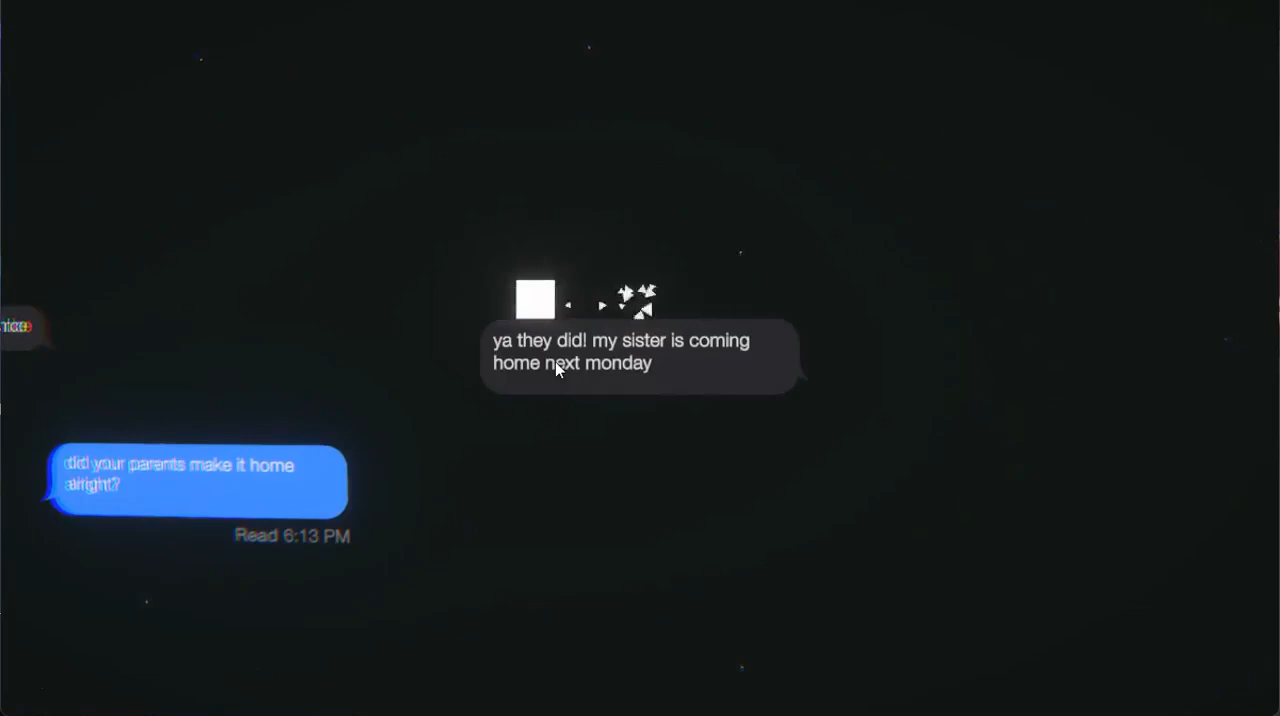 ya they did! my sister is coming
home next monday
did your parents make it home
alright?
Read 6:13 PM